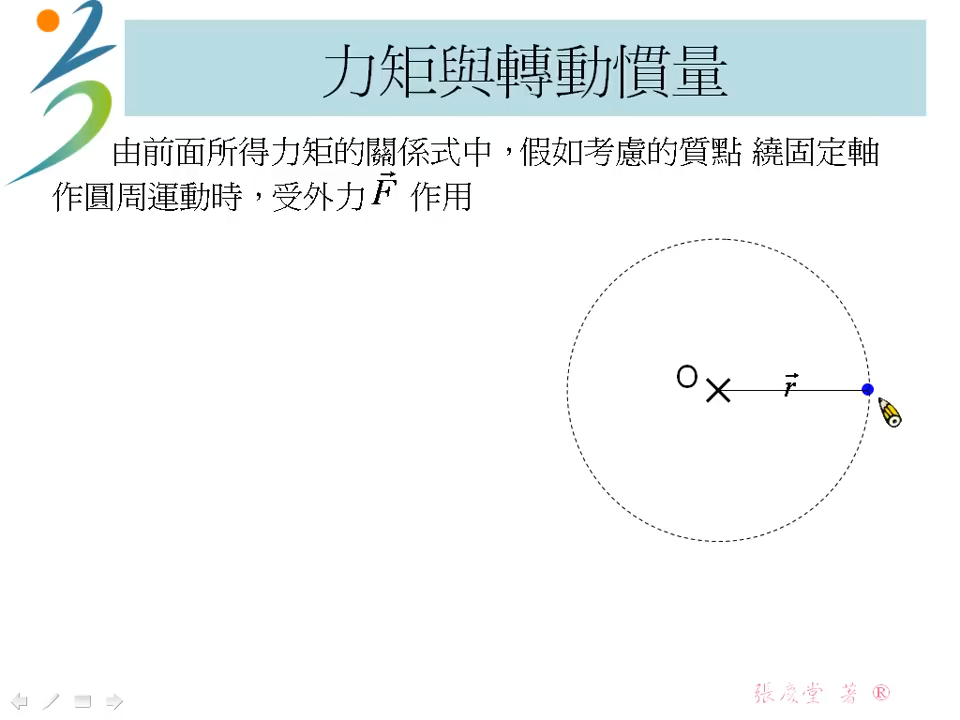 力矩與轉動慣量
由前面所得力矩的關係式中，假如考慮的質點 繞固定軸
作圓周運動時，受外力 F⃗ 作用
O
r⃗
張慶堂 著 ®